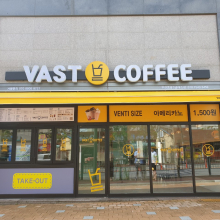 VAST COFFEE
VENTI SIZE 아메리카노 1,500원
TAKE-OUT